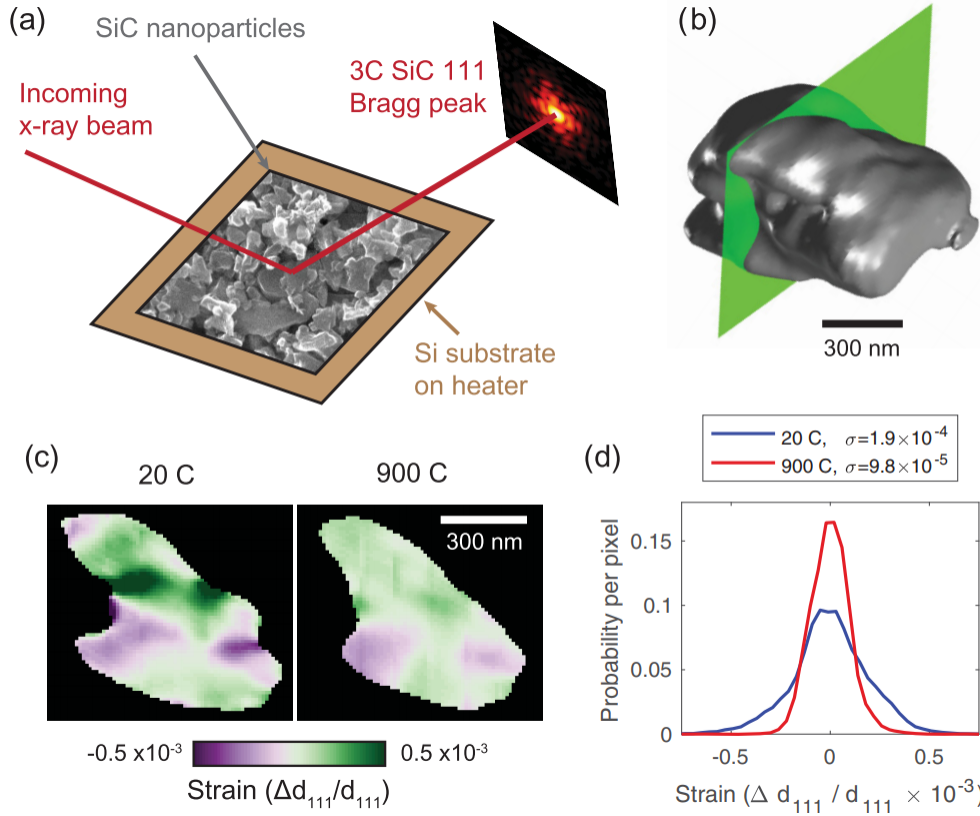 (a)
SiC nanoparticles
Incoming
x-ray beam
3C SiC 111
Bragg peak
Si substrate
on heater
(b)
300 nm
(c)
20 C
900 C
300 nm
-0.5 x10⁻³
0.5 x10⁻³
Strain (Δd₁₁₁/d₁₁₁)
(d)
20 C, σ=1.9×10⁻⁴
900 C, σ=9.8×10⁻⁵
Probability per pixel
0.15
0.1
0.05
0
-0.5
0
0.5
Strain (Δ d₁₁₁ / d₁₁₁ × 10⁻³)